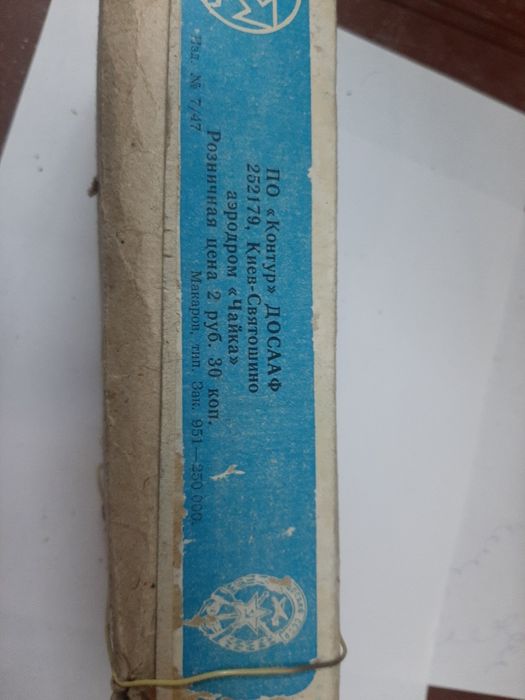 ПО «Контур» ДОСААФ
252179, Киев-Святошино
аэродром «Чайка»
Розничная цена 2 руб. 30 коп.
Рад. № 7/47
Макаров, тип. Зак. 951—250 000.